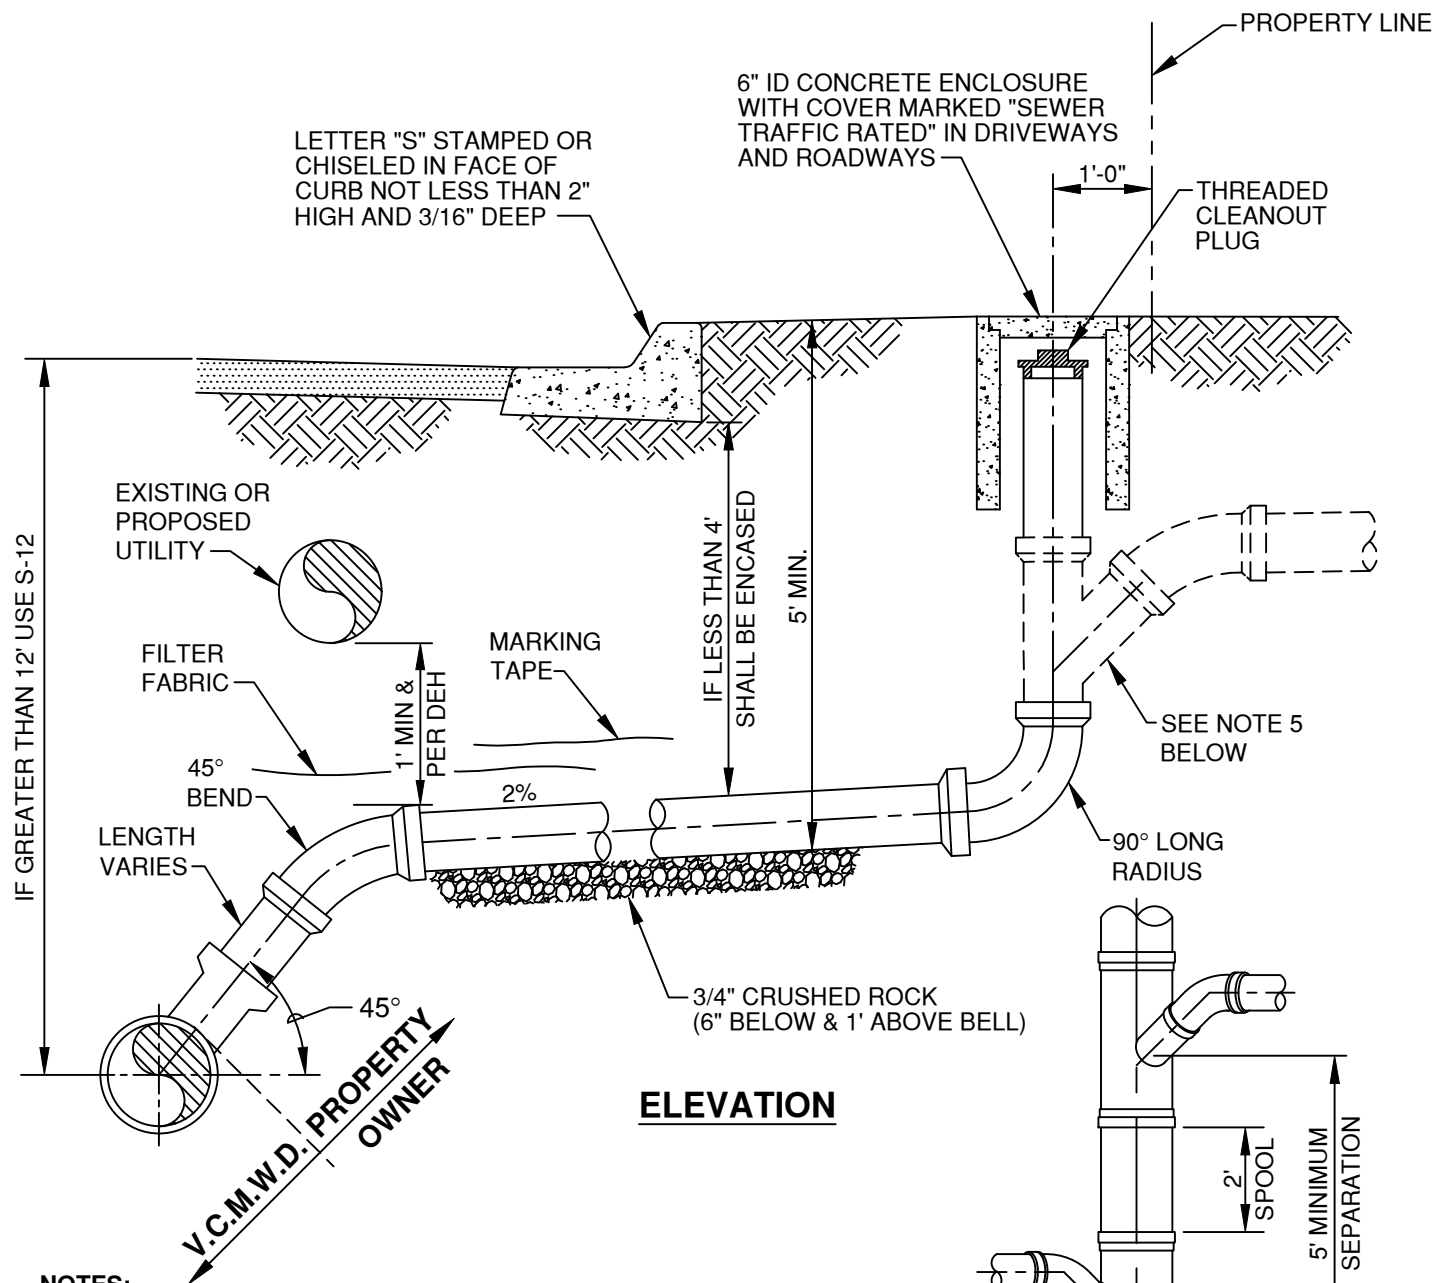 PROPERTY LINE
6" ID CONCRETE ENCLOSURE
WITH COVER MARKED "SEWER
TRAFFIC RATED" IN DRIVEWAYS
AND ROADWAYS
LETTER "S" STAMPED OR
CHISELED IN FACE OF
CURB NOT LESS THAN 2"
HIGH AND 3/16" DEEP
1'-0"
THREADED
CLEANOUT
PLUG
IF GREATER THAN 12' USE S-12
EXISTING OR
PROPOSED
UTILITY
IF LESS THAN 4'
SHALL BE ENCASED
5' MIN.
FILTER
FABRIC
1' MIN &
PER DEH
MARKING
TAPE
SEE NOTE 5
BELOW
45°
BEND
2%
LENGTH
VARIES
90° LONG
RADIUS
3/4" CRUSHED ROCK
(6" BELOW & 1' ABOVE BELL)
45°
V.C.M.W.D. PROPERTY
OWNER
ELEVATION
2'
SPOOL
5' MINIMUM
SEPARATION
NOTES: